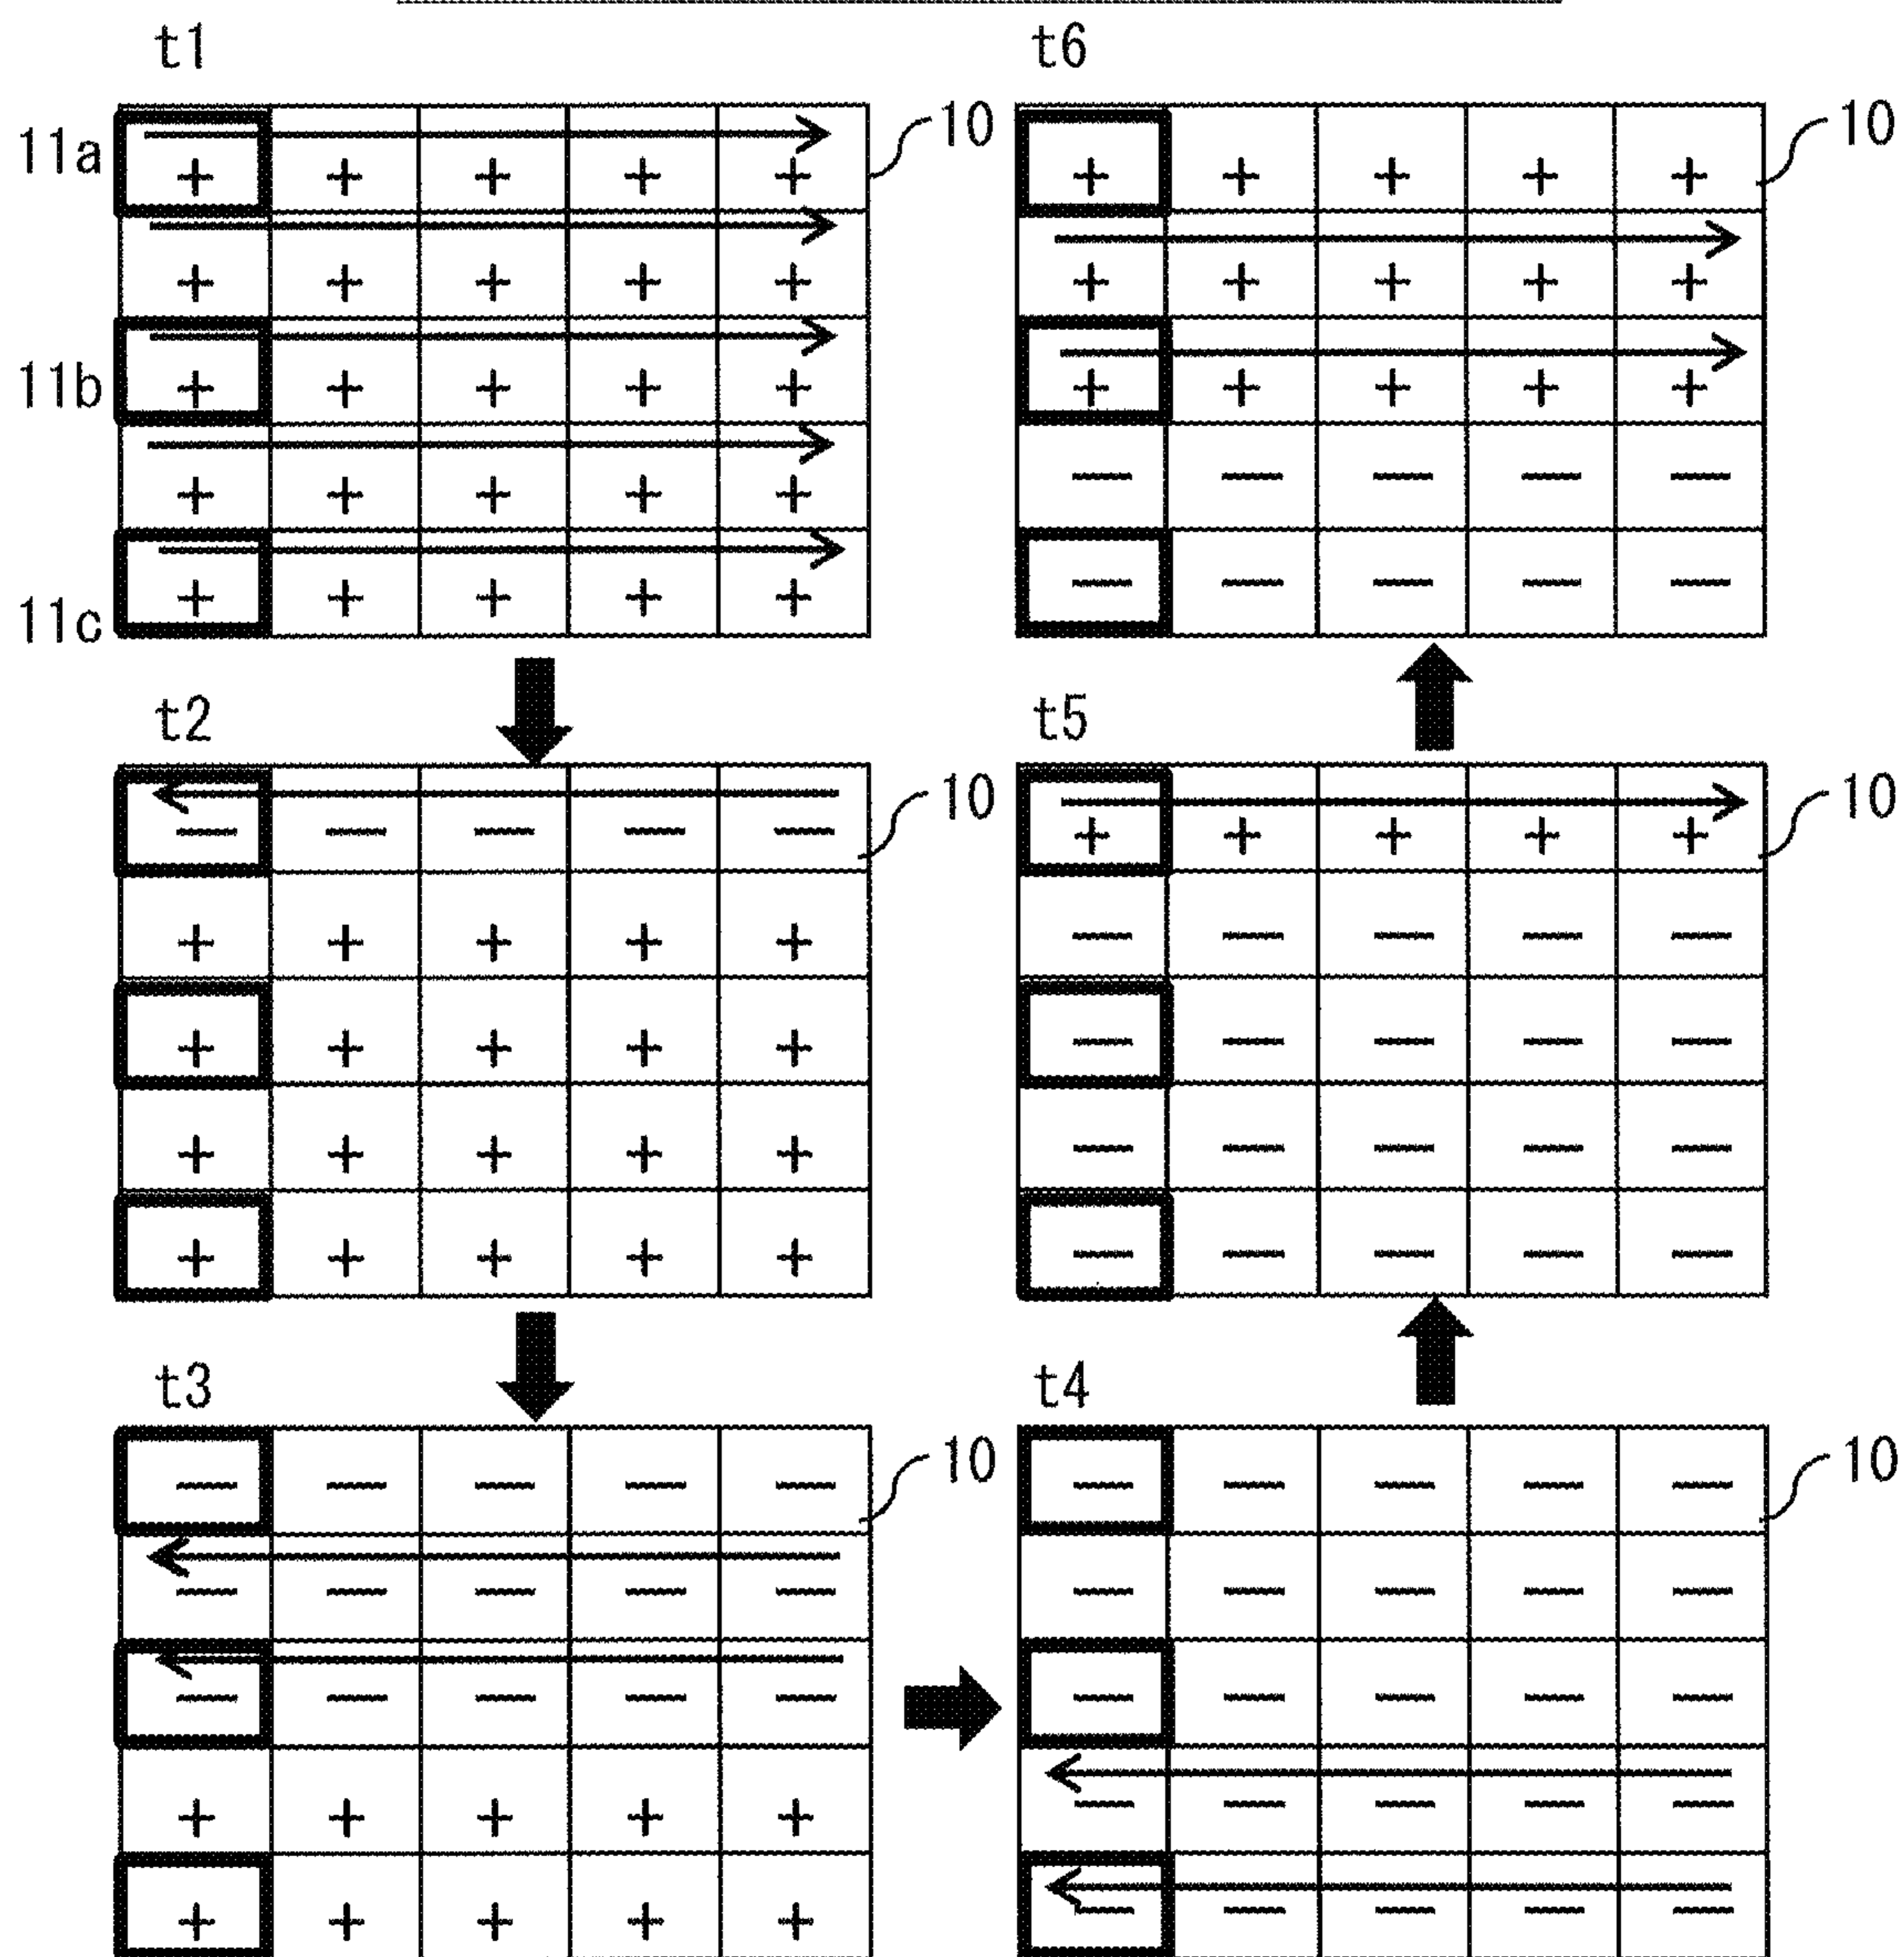 t1 t6
11a + + + + + 10 + + + + + 10
+ + + + + + + + + +
11b + + + + + + + + + +
+ + + + + — — — — —
11c + + + + + — — — — —
t2 t5
— — — — — 10 + + + + + 10
+ + + + + — — — — —
+ + + + + — — — — —
+ + + + + — — — — —
+ + + + + — — — — —
t3 t4
— — — — — 10 — — — — — 10
— — — — — — — — — —
— — — — — — — — — —
+ + + + + — — — — —
+ + + + + — — — — —